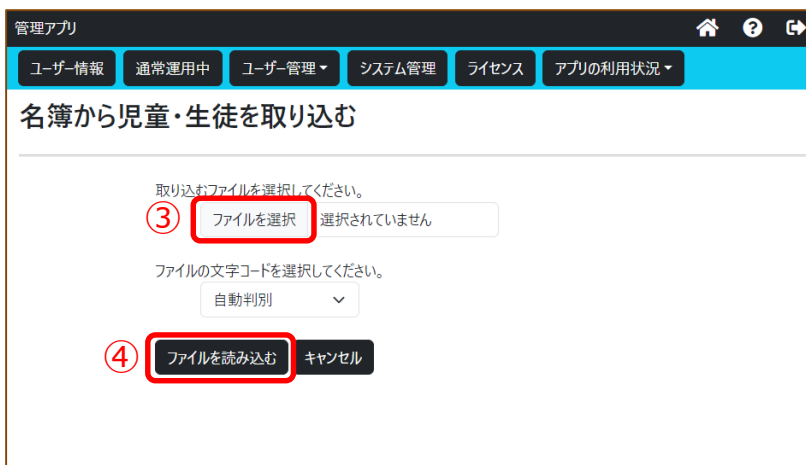 管理アプリ
ユーザー情報 通常運用中 ユーザー管理 システム管理 ライセンス アプリの利用状況
名簿から児童・生徒を取り込む
取り込むファイルを選択してください。
③ ファイルを選択 選択されていません
ファイルの文字コードを選択してください。
自動判別
④ ファイルを読み込む キャンセル